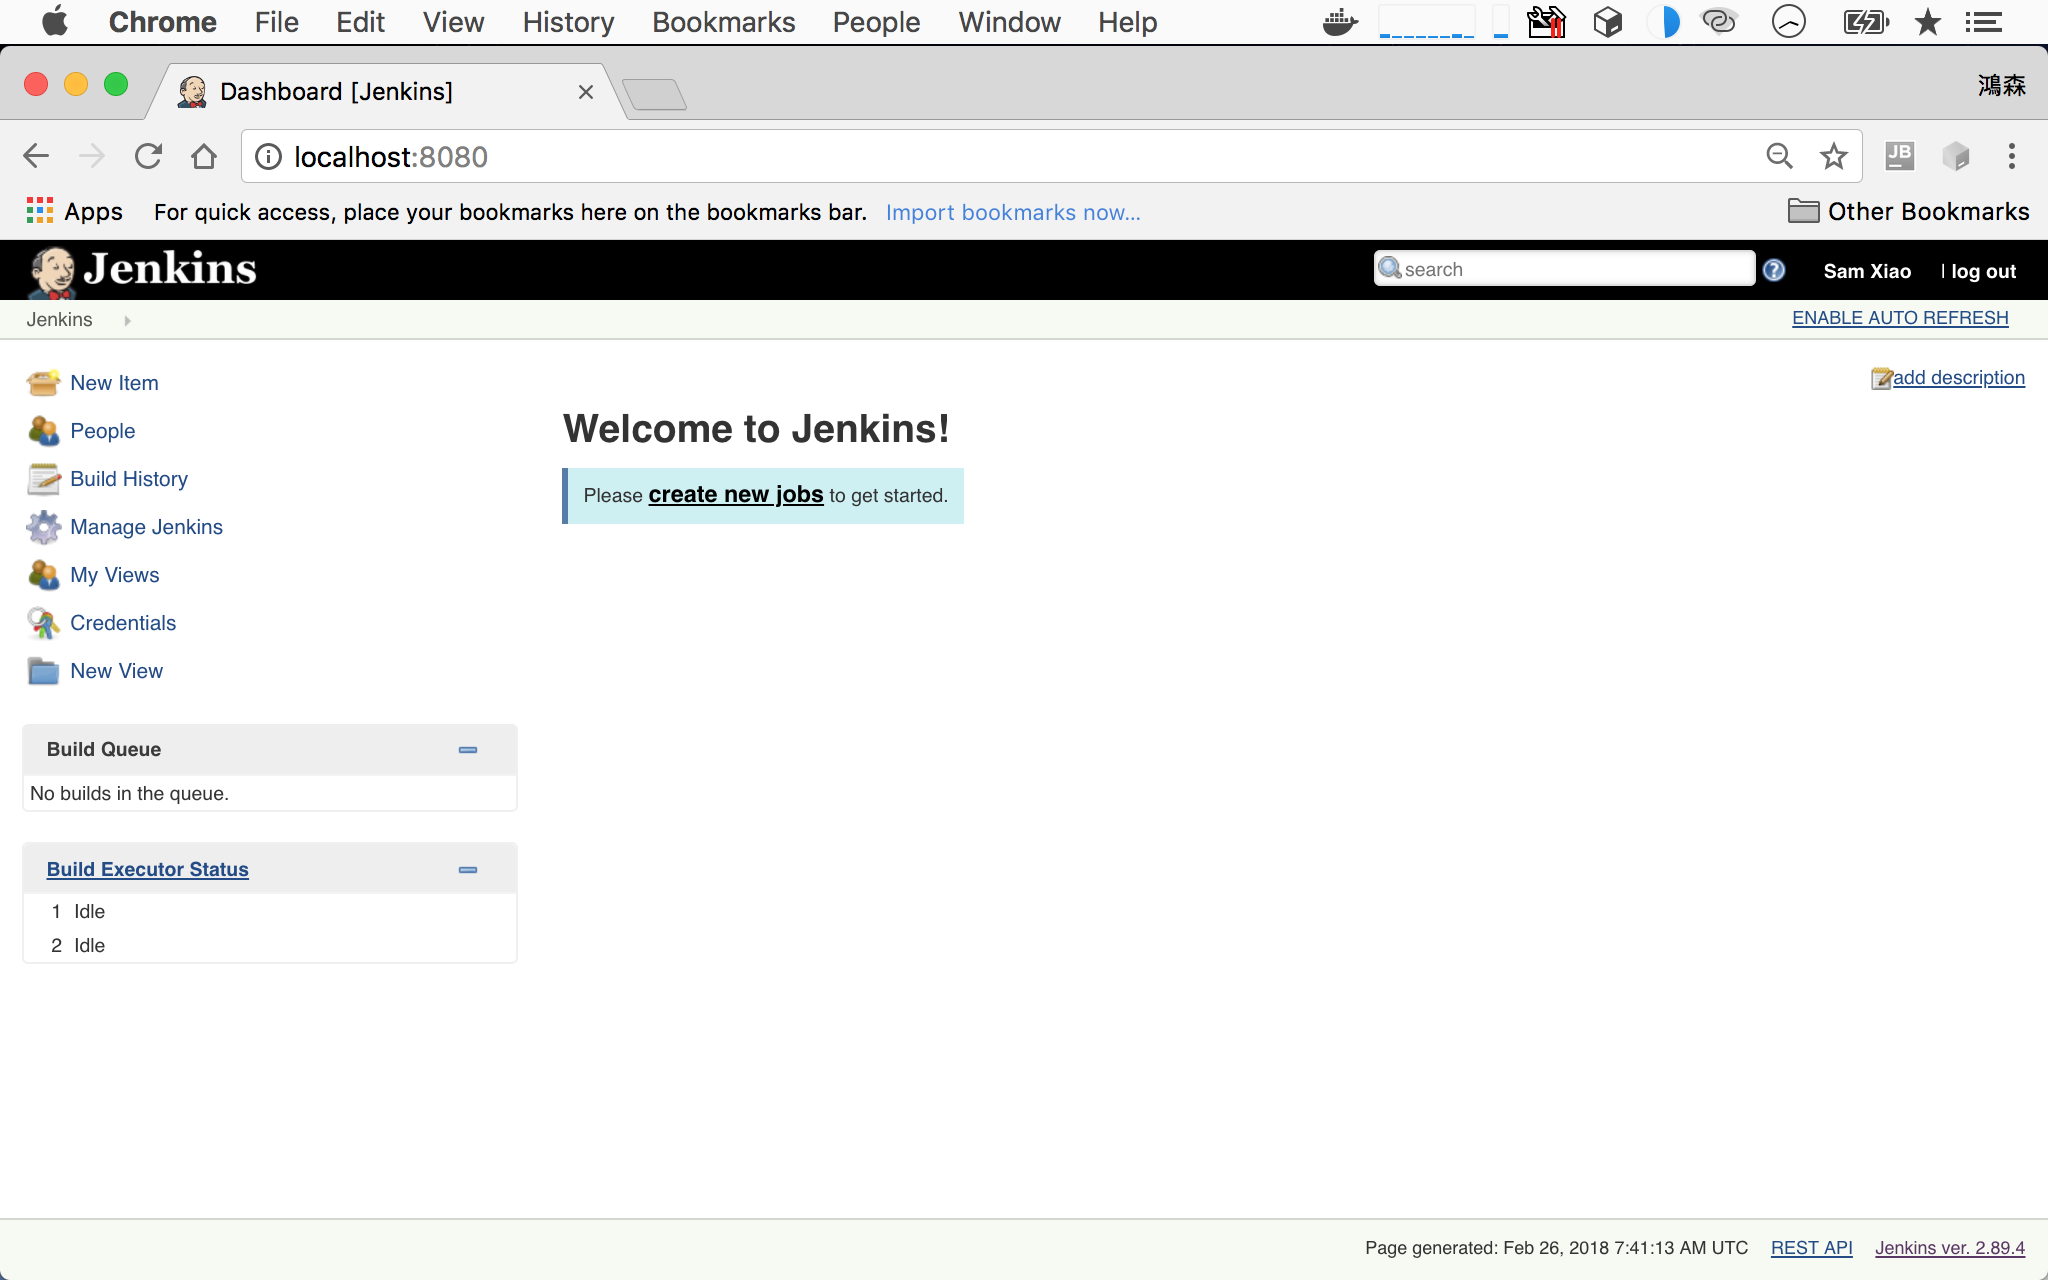 Chrome File Edit View History Bookmarks People Window Help
Dashboard [Jenkins]
鴻森
localhost:8080
JB
Apps For quick access, place your bookmarks here on the bookmarks bar. Import bookmarks now... Other Bookmarks
Jenkins
search
? Sam Xiao | log out
Jenkins
ENABLE AUTO REFRESH
New Item
add description
People
Welcome to Jenkins!
Build History
Please create new jobs to get started.
Manage Jenkins
My Views
Credentials
New View
Build Queue
No builds in the queue.
Build Executor Status
1 Idle
2 Idle
Page generated: Feb 26, 2018 7:41:13 AM UTC REST API Jenkins ver. 2.89.4